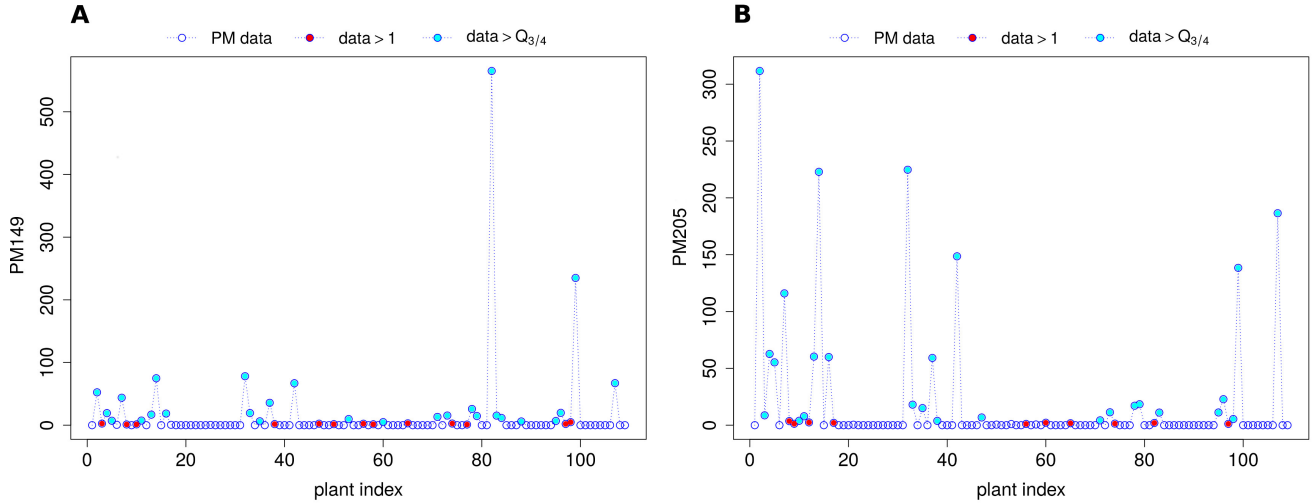 A
PM data data > 1 data > Q3/4
PM149
0 100 200 300 400 500
0 20 40 60 80 100
plant index
B
PM data data > 1 data > Q3/4
PM205
0 50 100 150 200 250 300
0 20 40 60 80 100
plant index